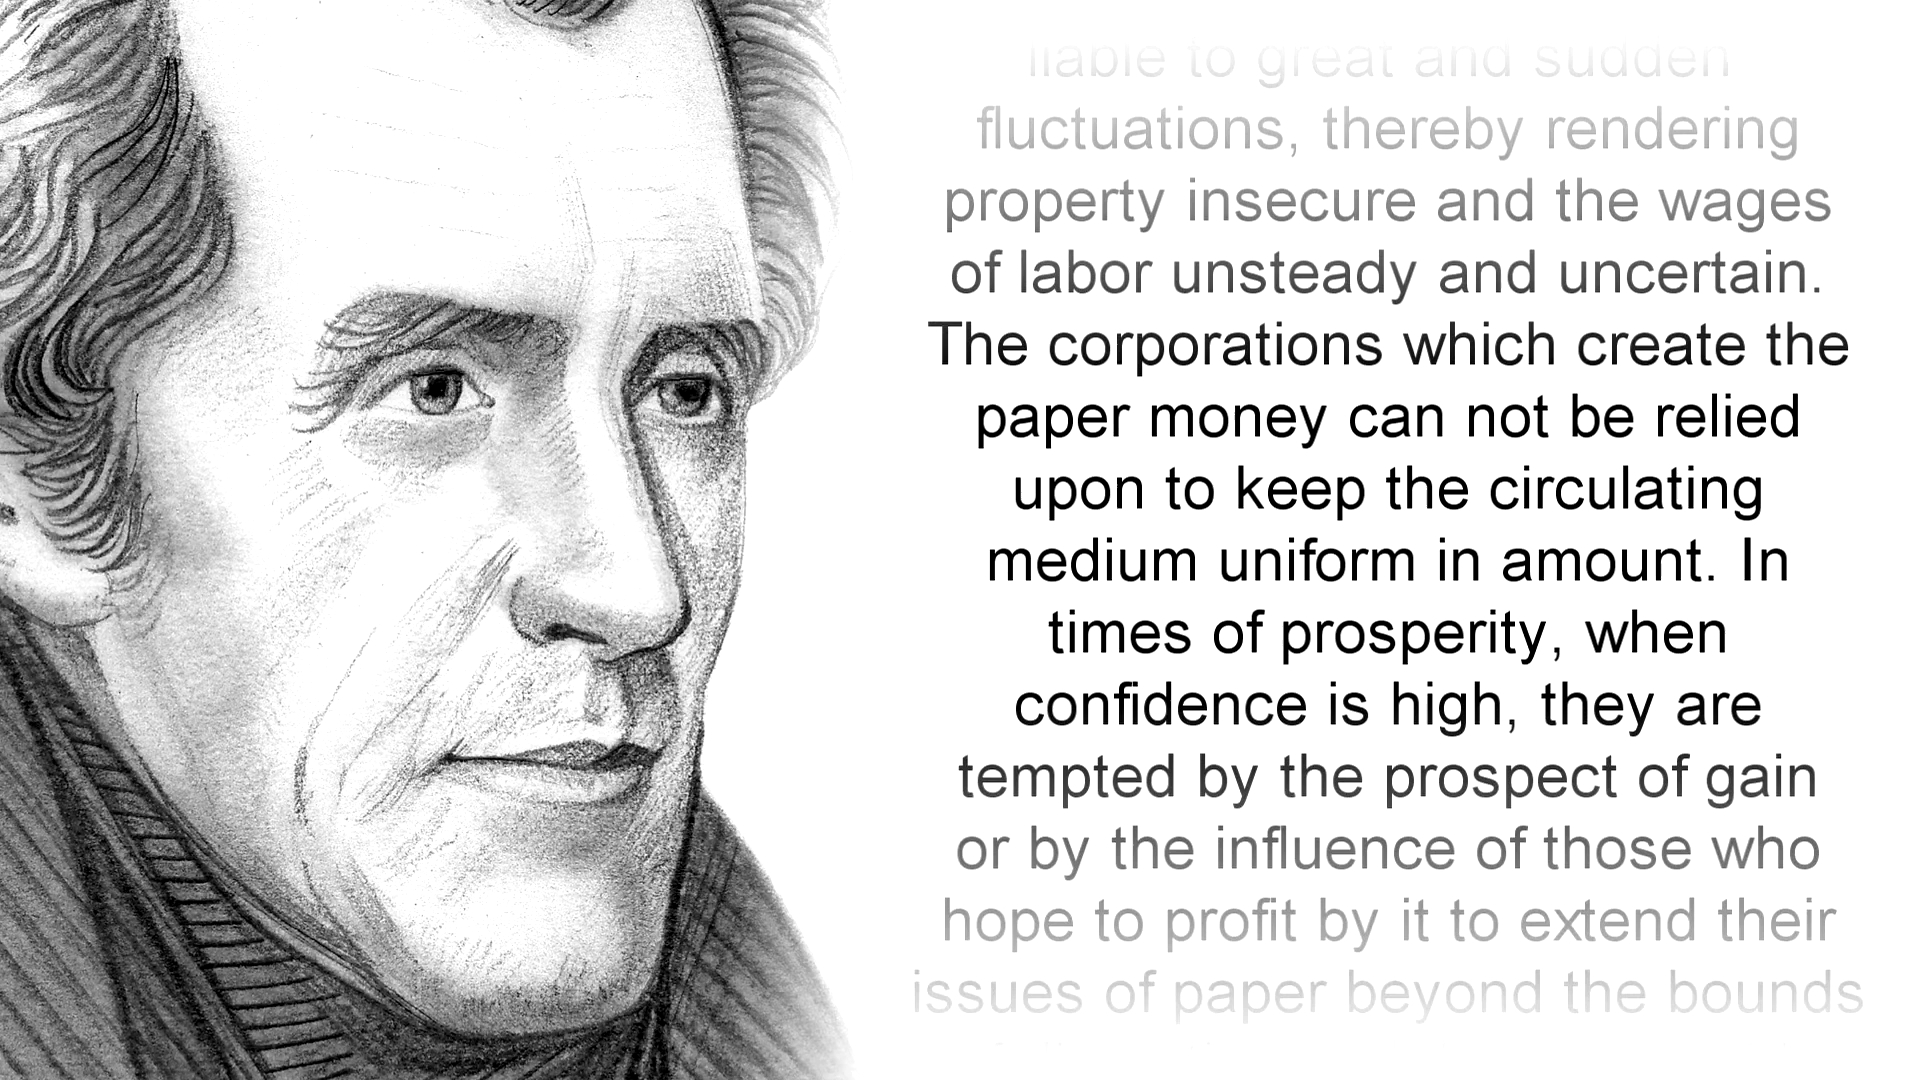 liable to great and sudden
fluctuations, thereby rendering
property insecure and the wages
of labor unsteady and uncertain.
The corporations which create the
paper money can not be relied
upon to keep the circulating
medium uniform in amount. In
times of prosperity, when
confidence is high, they are
tempted by the prospect of gain
or by the influence of those who
hope to profit by it to extend their
issues of paper beyond the bounds